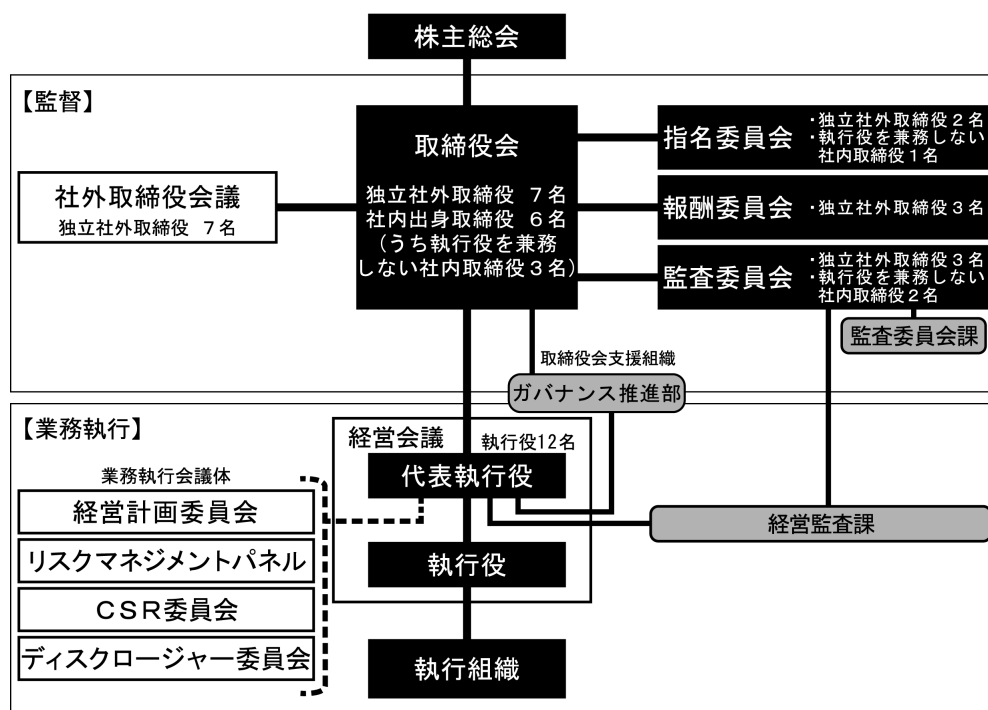 株主総会
【監督】
取締役会
独立社外取締役 7名
社内出身取締役 6名
(うち執行役を兼務
しない社内取締役3名)
社外取締役会議
独立社外取締役 7名
指名委員会
・独立社外取締役2名
・執行役を兼務しない
社内取締役1名
報酬委員会
・独立社外取締役3名
監査委員会
・独立社外取締役3名
・執行役を兼務しない
社内取締役2名
監査委員会課
取締役会支援組織
ガバナンス推進部
【業務執行】
経営会議
執行役12名
代表執行役
業務執行会議体
経営計画委員会
リスクマネジメントパネル
CSR委員会
ディスクロージャー委員会
経営監査課
執行役
執行組織